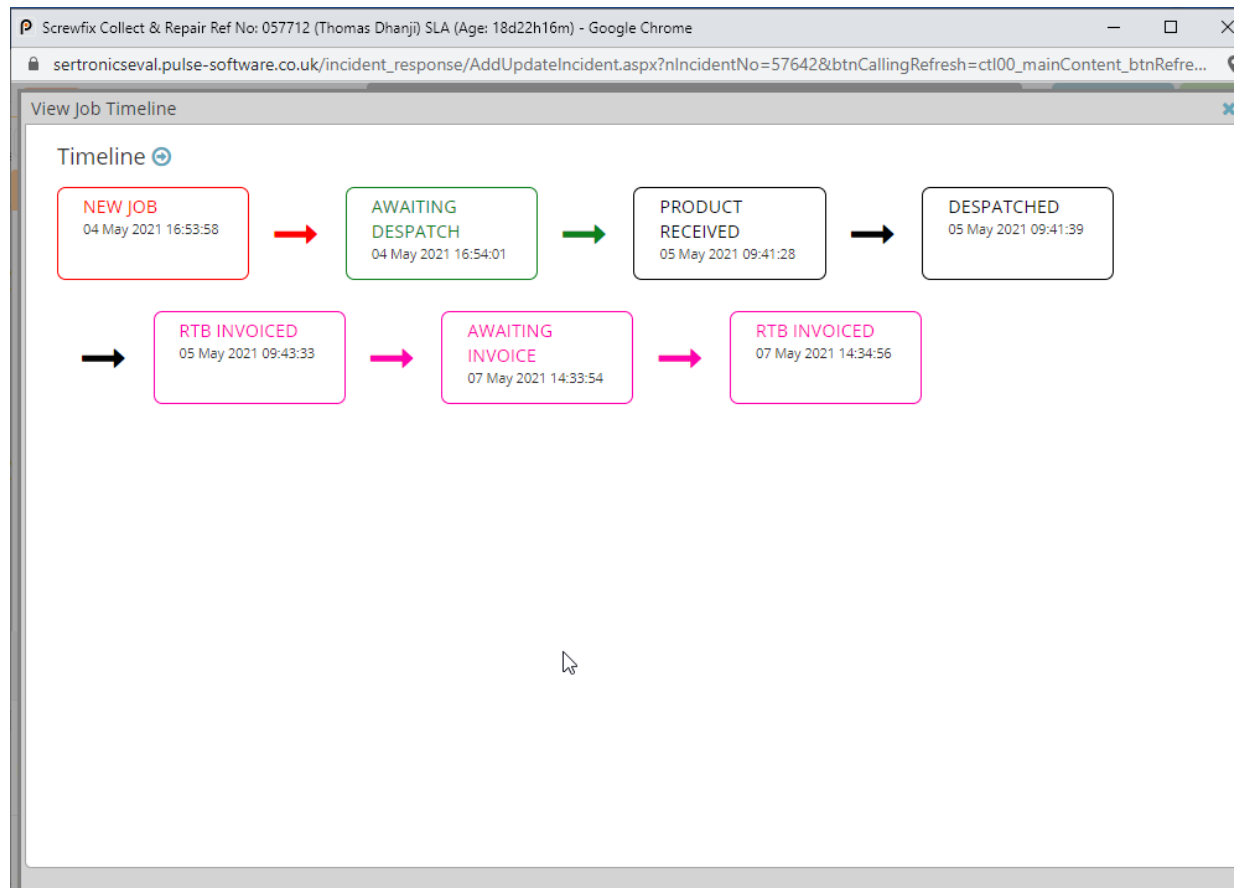 Screwfix Collect & Repair Ref No: 057712 (Thomas Dhanji) SLA (Age: 18d22h16m) - Google Chrome
sertronicseval.pulse-software.co.uk/incident_response/AddUpdateIncident.aspx?nIncidentNo=57642&btnCallingRefresh=ctl00_mainContent_btnRefre...
View Job Timeline
Timeline
NEW JOB
04 May 2021 16:53:58
AWAITING
DESPATCH
04 May 2021 16:54:01
PRODUCT
RECEIVED
05 May 2021 09:41:28
DESPATCHED
05 May 2021 09:41:39
RTB INVOICED
05 May 2021 09:43:33
AWAITING
INVOICE
07 May 2021 14:33:54
RTB INVOICED
07 May 2021 14:34:56